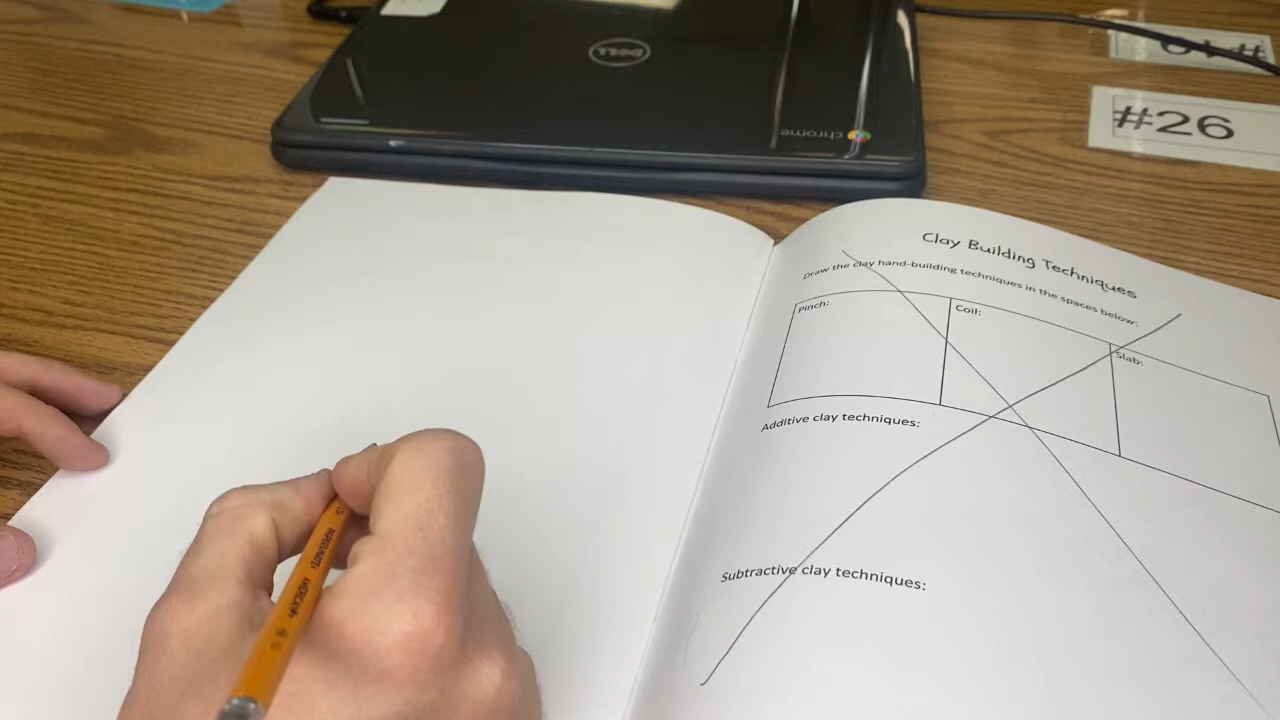 DELL
chrome
#19
#26
Clay Building Techniques
Draw the clay hand-building techniques in the spaces below:
Pinch:
Coil:
Slab:
Additive clay techniques:
Subtractive clay techniques: